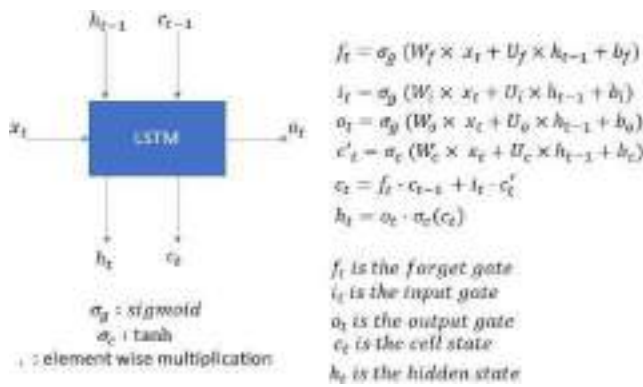 h_{t-1} c_{t-1}
x_t LSTM o_t
h_t c_t
σ_g : sigmoid
σ_c : tanh
. : element wise multiplication
f_t = σ_g (W_f × x_t + U_f × h_{t-1} + b_f)
i_t = σ_g (W_i × x_t + U_i × h_{t-1} + b_i)
o_t = σ_g (W_o × x_t + U_o × h_{t-1} + b_o)
c'_t = σ_c (W_c × x_t + U_c × h_{t-1} + b_c)
c_t = f_t · c_{t-1} + i_t · c'_t
h_t = o_t · σ_c(c_t)
f_t is the forget gate
i_t is the input gate
o_t is the output gate
c_t is the cell state
h_t is the hidden state